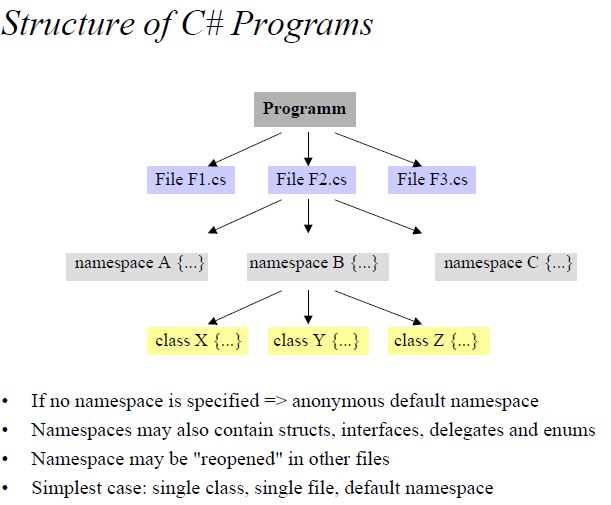 Structure of C# Programs
Programm
File F1.cs File F2.cs File F3.cs
namespace A {...} namespace B {...} namespace C {...}
class X {...} class Y {...} class Z {...}
• If no namespace is specified => anonymous default namespace
• Namespaces may also contain structs, interfaces, delegates and enums
• Namespace may be "reopened" in other files
• Simplest case: single class, single file, default namespace